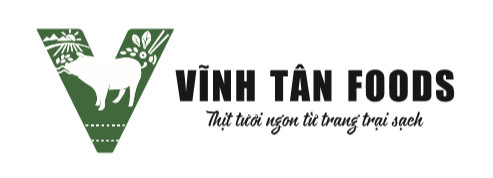 VĨNH TÂN FOODS
Thịt tươi ngon từ trang trại sạch